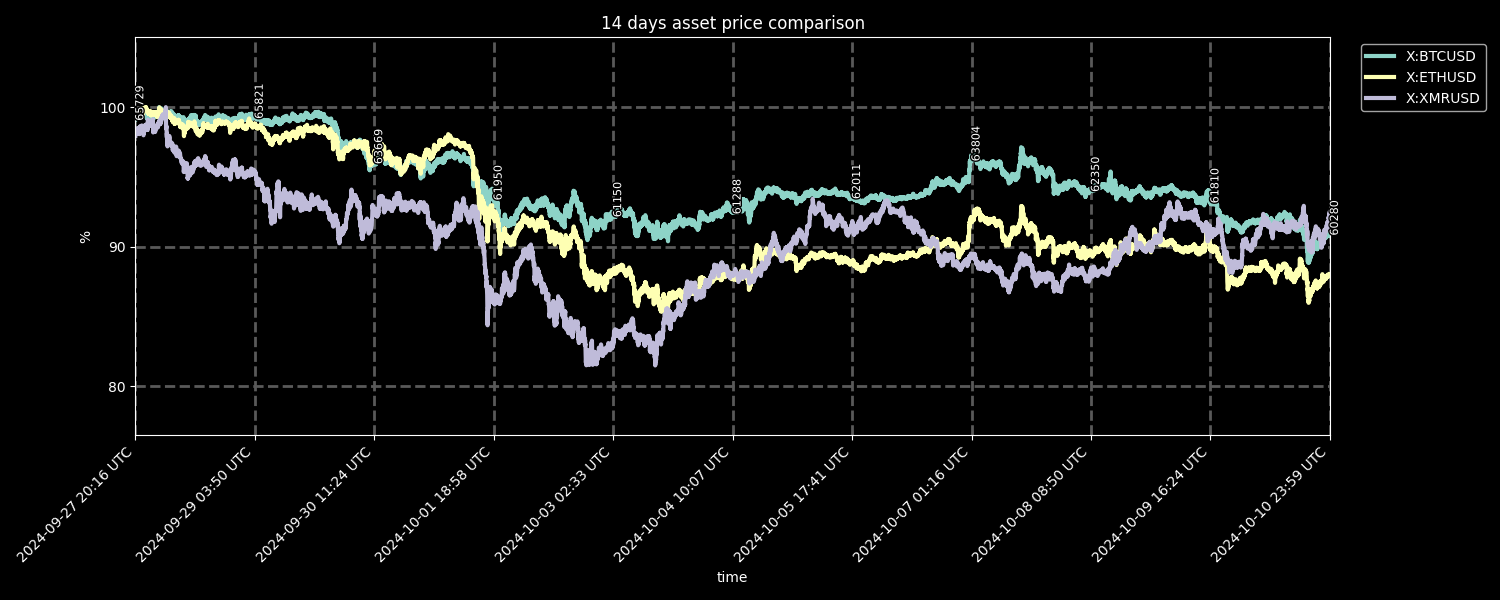 14 days asset price comparison
X:BTCUSD
X:ETHUSD
X:XMRUSD
100
90
80
%
65729
65821
63669
61950
61150
61288
62011
63804
62350
61810
60280
2024-09-27 20:16 UTC
2024-09-29 03:50 UTC
2024-09-30 11:24 UTC
2024-10-01 18:58 UTC
2024-10-03 02:33 UTC
2024-10-04 10:07 UTC
2024-10-05 17:41 UTC
2024-10-07 01:16 UTC
2024-10-08 08:50 UTC
2024-10-09 16:24 UTC
2024-10-10 23:59 UTC
time